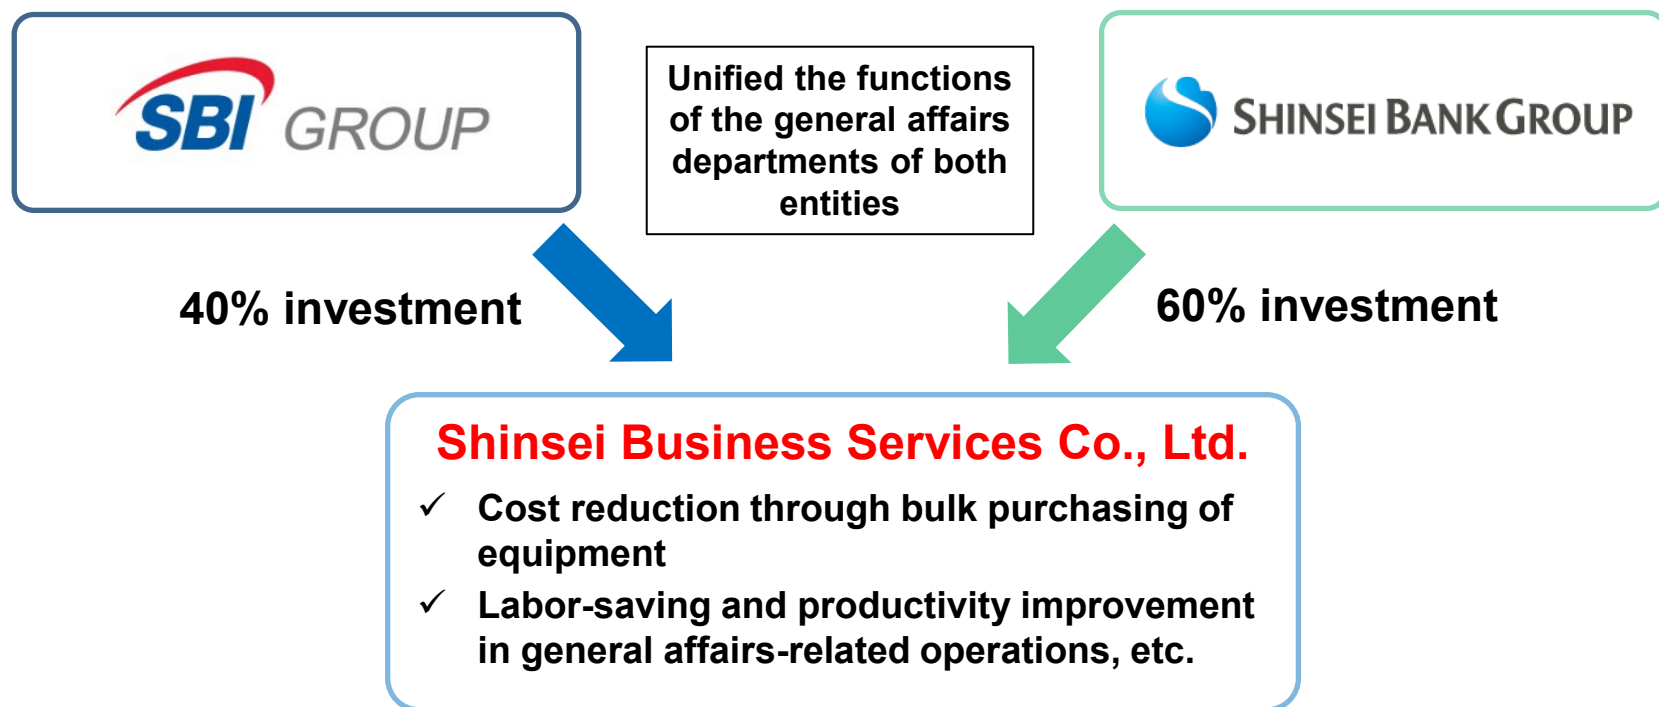 SBI GROUP
Unified the functions
of the general affairs
departments of both
entities
SHINSEI BANK GROUP
40% investment
60% investment
Shinsei Business Services Co., Ltd.
✓ Cost reduction through bulk purchasing of
equipment
✓ Labor-saving and productivity improvement
in general affairs-related operations, etc.